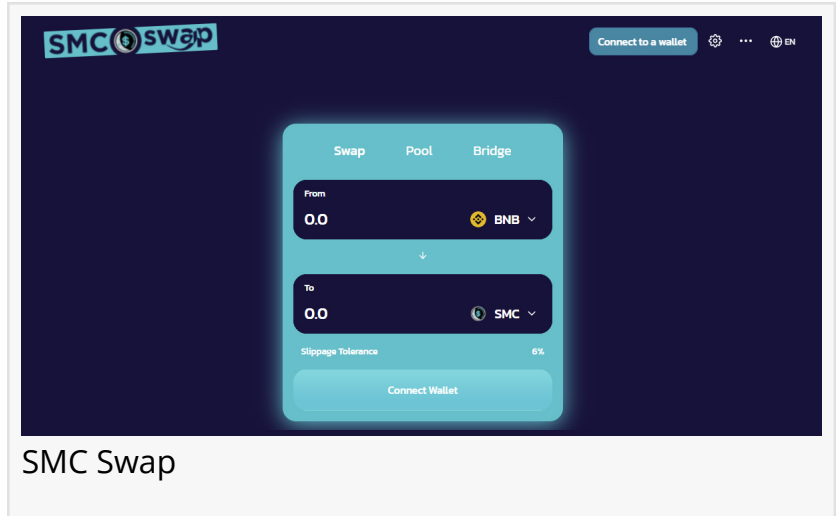 SMC swap
Connect to a wallet
EN
Swap Pool Bridge
From
0.0 BNB
To
0.0 SMC
Slippage Tolerance 6%
Connect Wallet
SMC Swap